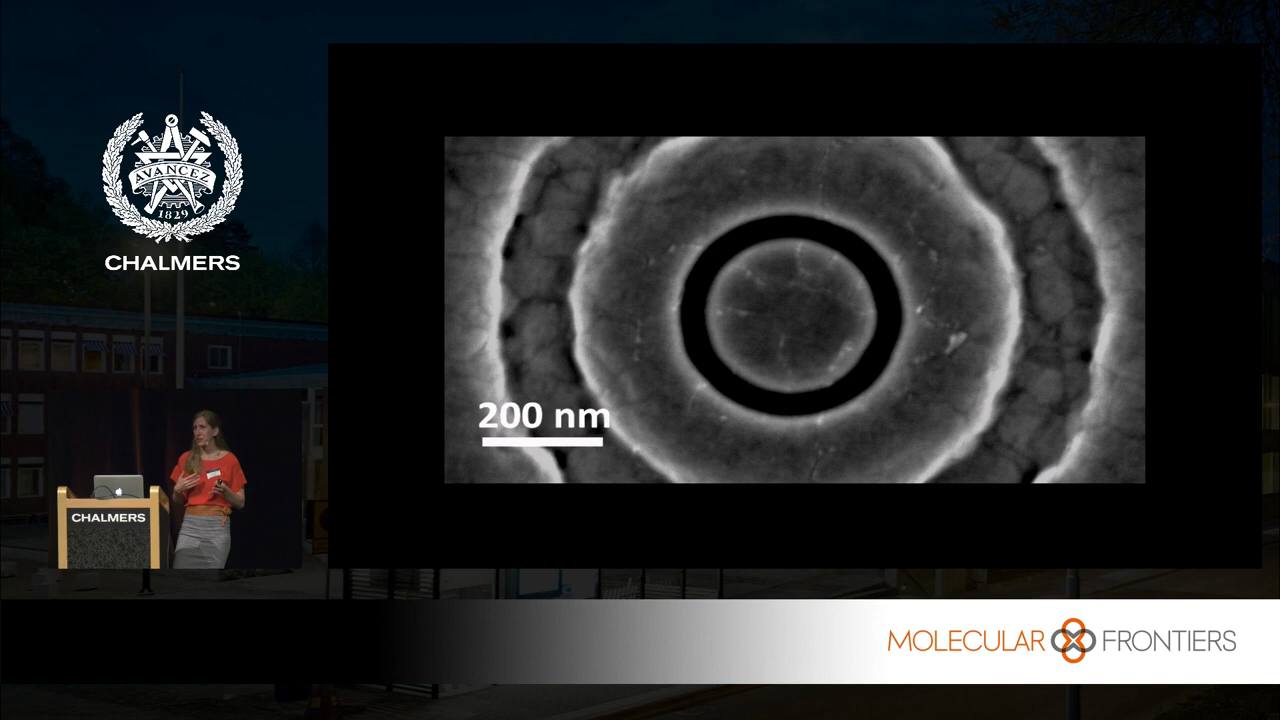 AVANCEZ
1829
CHALMERS
200 nm
CHALMERS
MOLECULAR FRONTIERS